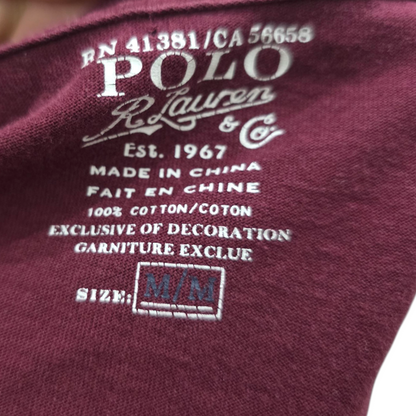 RN 41381/CA 56658
POLO
R. Lauren
& Co.
EST. 1967
MADE IN CHINA
FAIT EN CHINE
100% COTTON/COTON
EXCLUSIVE OF DECORATION
GARNITURE EXCLUE
SIZE: M/M